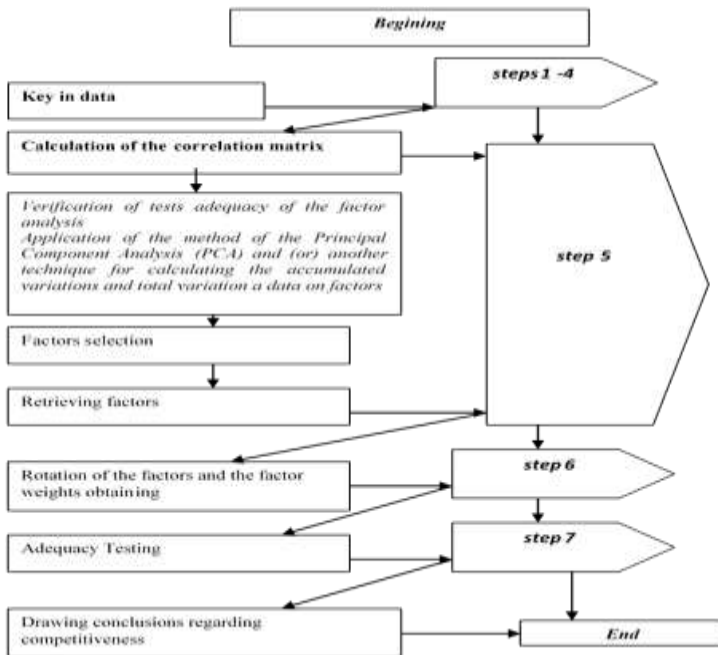 Begining
steps 1 -4
Key in data
Calculation of the correlation matrix
Verification of tests adequacy of the factor
analysis
Application of the method of the Principal
Component Analysis (PCA) and (or) another
technique for calculating the accumulated
variations and total variation a data on factors
step 5
Factors selection
Retrieving factors
Rotation of the factors and the factor
weights obtaining
step 6
Adequacy Testing
step 7
Drawing conclusions regarding
competitiveness
End